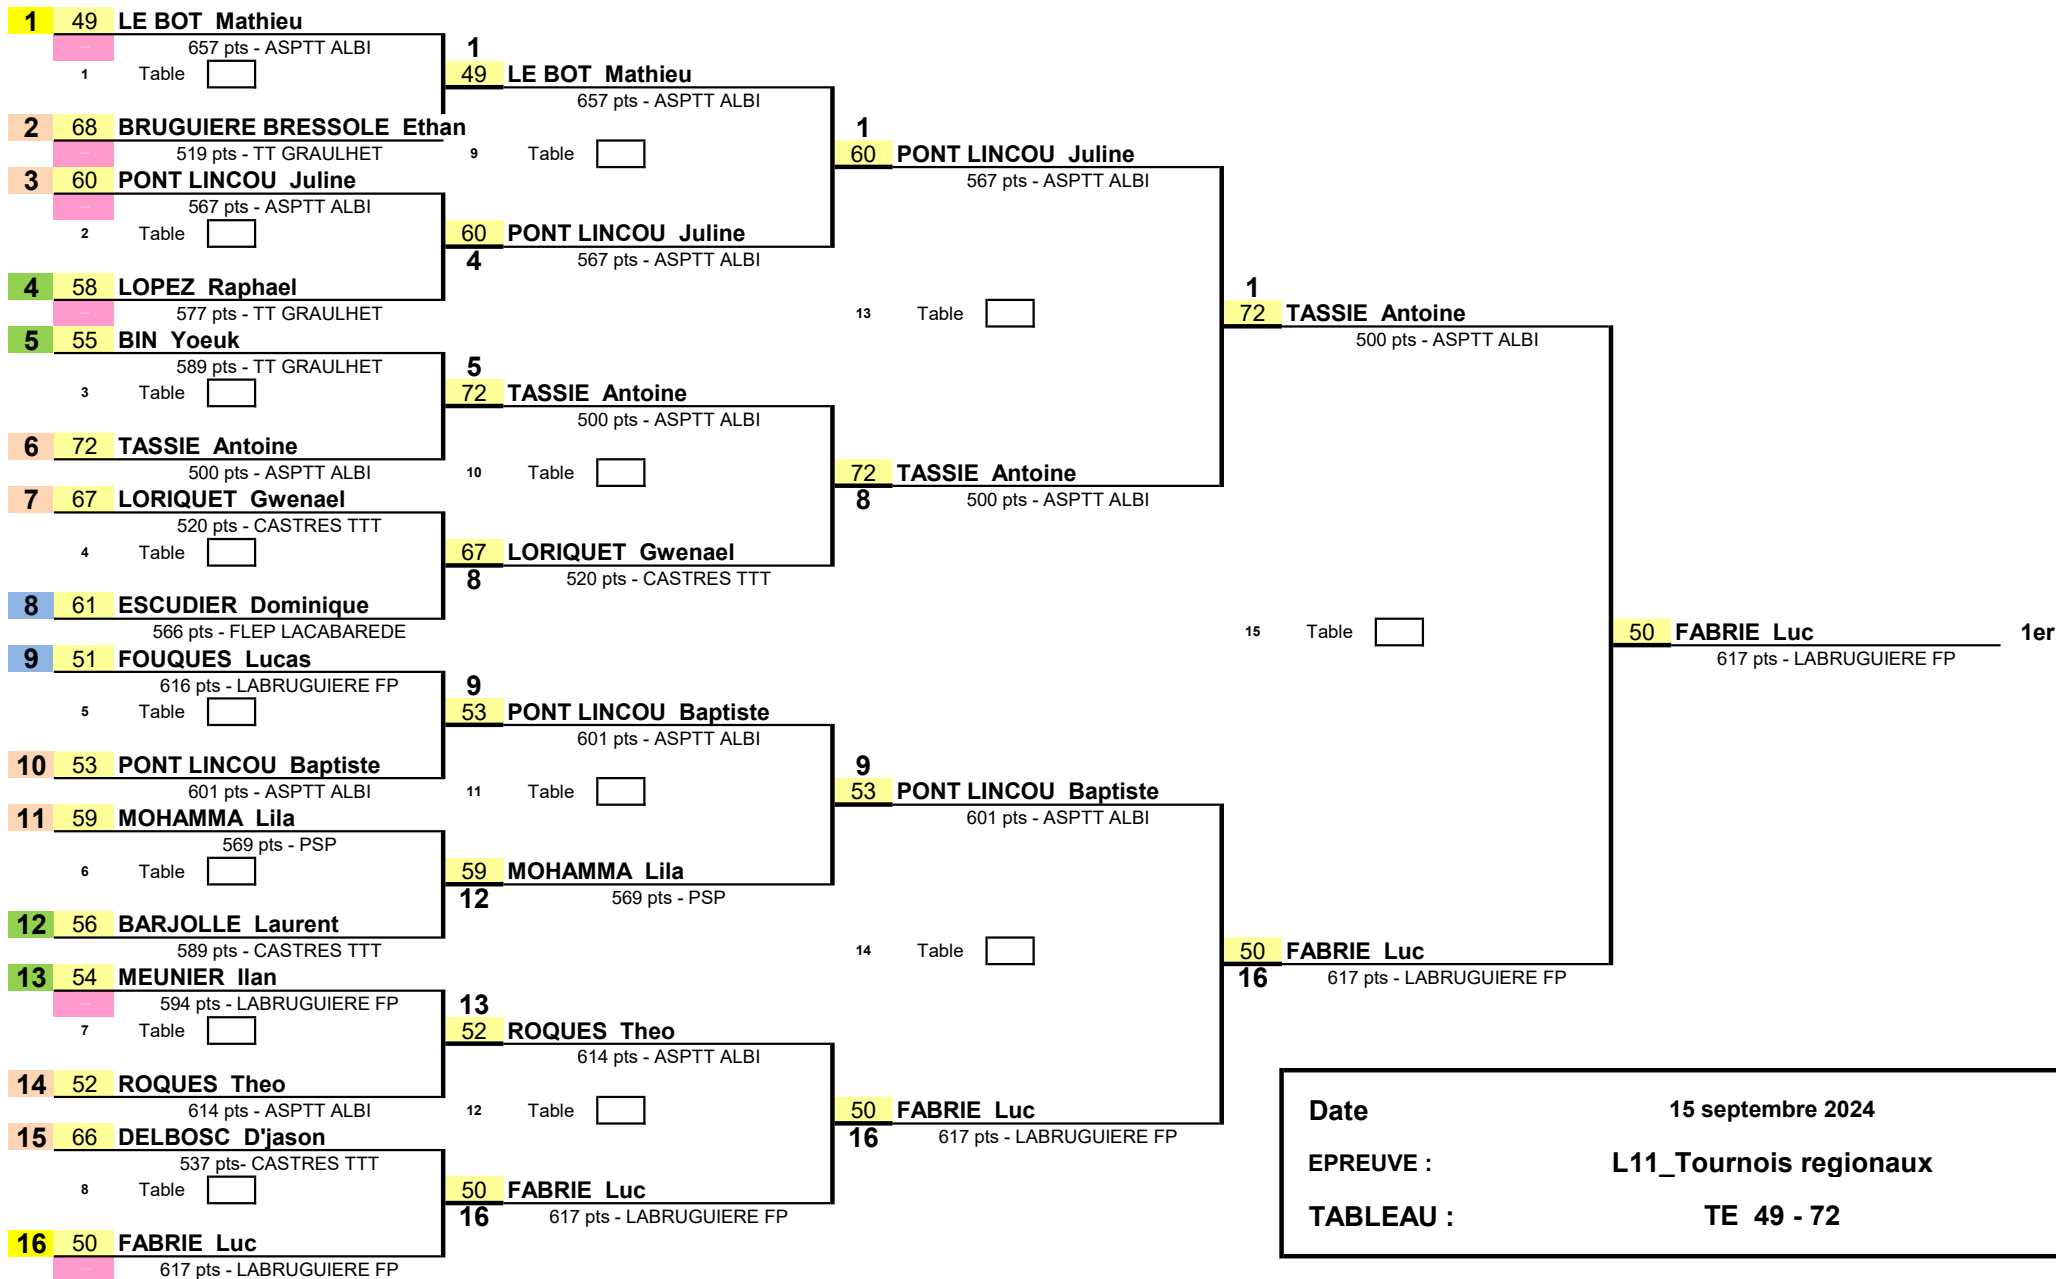 1 49 LE BOT Mathieu
657 pts - ASPTT ALBI
1 Table
2 68 BRUGUIERE BRESSOLE Ethan
519 pts - TT GRAULHET
3 60 PONT LINCOU Juline
567 pts - ASPTT ALBI
2 Table
4 58 LOPEZ Raphael
577 pts - TT GRAULHET
5 55 BIN Yoeuk
589 pts - TT GRAULHET
3 Table
6 72 TASSIE Antoine
500 pts - ASPTT ALBI
7 67 LORIQUET Gwenael
520 pts - CASTRES TTT
4 Table
8 61 ESCUDIER Dominique
566 pts - FLEP LACABAREDE
9 51 FOUQUES Lucas
616 pts - LABRUGUIERE FP
5 Table
10 53 PONT LINCOU Baptiste
601 pts - ASPTT ALBI
11 59 MOHAMMA Lila
569 pts - PSP
6 Table
12 56 BARJOLLE Laurent
589 pts - CASTRES TTT
13 54 MEUNIER Ilan
594 pts - LABRUGUIERE FP
7 Table
14 52 ROQUES Theo
614 pts - ASPTT ALBI
15 66 DELBOSC D'jason
537 pts- CASTRES TTT
8 Table
16 50 FABRIE Luc
617 pts - LABRUGUIERE FP
1
49 LE BOT Mathieu
657 pts - ASPTT ALBI
9 Table
60 PONT LINCOU Juline
4 567 pts - ASPTT ALBI
5
72 TASSIE Antoine
500 pts - ASPTT ALBI
10 Table
67 LORIQUET Gwenael
8 520 pts - CASTRES TTT
9
53 PONT LINCOU Baptiste
601 pts - ASPTT ALBI
11 Table
59 MOHAMMA Lila
12 569 pts - PSP
13
52 ROQUES Theo
614 pts - ASPTT ALBI
12 Table
50 FABRIE Luc
16 617 pts - LABRUGUIERE FP
1
60 PONT LINCOU Juline
567 pts - ASPTT ALBI
13 Table
72 TASSIE Antoine
8 500 pts - ASPTT ALBI
9
53 PONT LINCOU Baptiste
601 pts - ASPTT ALBI
14 Table
50 FABRIE Luc
16 617 pts - LABRUGUIERE FP
1
72 TASSIE Antoine
500 pts - ASPTT ALBI
15 Table
50 FABRIE Luc
16 617 pts - LABRUGUIERE FP
50 FABRIE Luc 1er
617 pts - LABRUGUIERE FP
Date 15 septembre 2024
EPREUVE : L11_Tournois regionaux
TABLEAU : TE 49 - 72